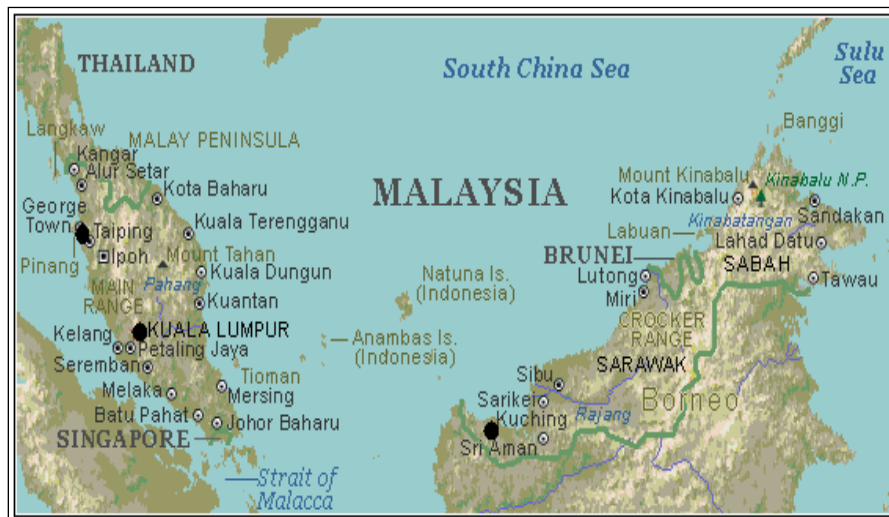 THAILAND
South China Sea
Sulu
Sea
Langkaw
MALAY PENINSULA
Banggi
Kangar
Alur Setar
Kota Baharu
MALAYSIA
Mount Kinabalu
Kinabalu N.P.
Kota Kinabalu
George
Town
Taiping
Kuala Terengganu
Kinabatangan
Sandakan
Pinang
Ipoh
Mount Tahan
Labuan
Lahad Datu
BRUNEI
SABAH
Kuala Dungun
Natuna Is.
(Indonesia)
Lutong
Tawau
MAIN
RANGE
Pahang
Kuantan
Miri
CROCKER
RANGE
Kelang
KUALA LUMPUR
Petaling Jaya
Anambas Is.
(Indonesia)
SARAWAK
Seremban
Tioman
Sibu
Melaka
Mersing
Sarikei
Borneo
Batu Pahat
Johor Baharu
Kuching
Rajang
SINGAPORE
Sri Aman
Strait of
Malacca